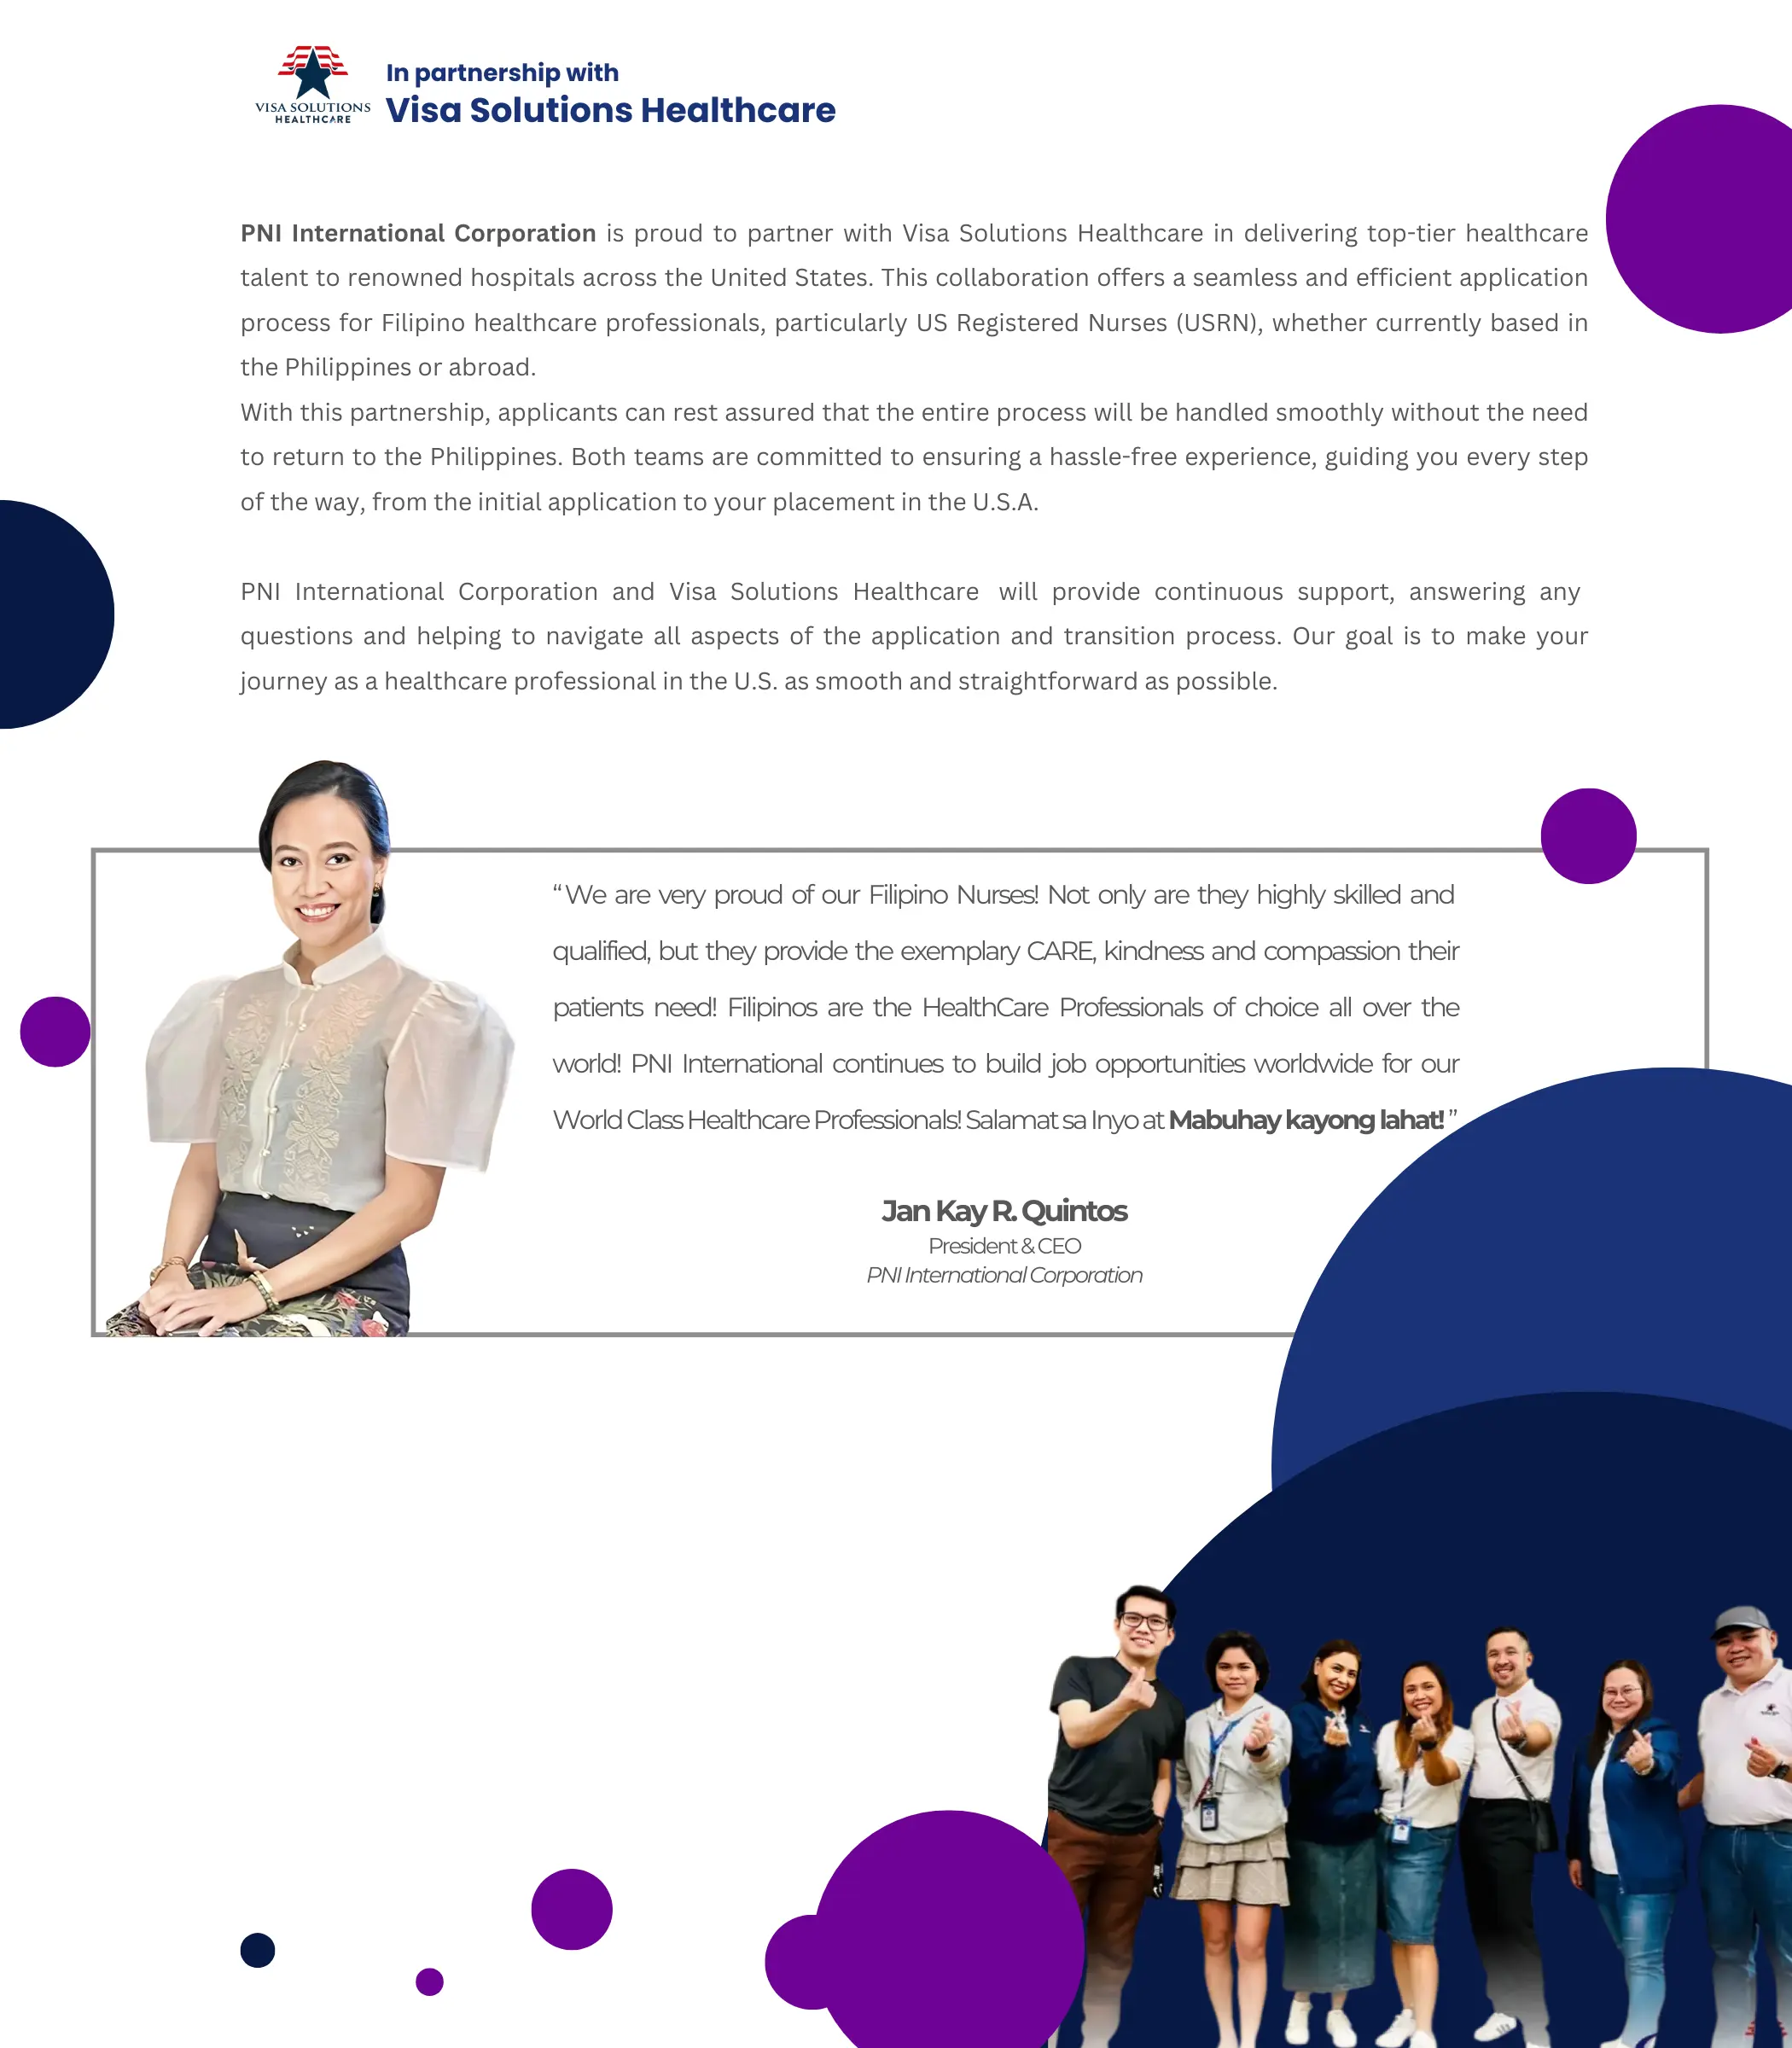 VISA SOLUTIONS
HEALTHCARE
In partnership with
Visa Solutions Healthcare
PNI International Corporation is proud to partner with Visa Solutions Healthcare in delivering top-tier healthcare
talent to renowned hospitals across the United States. This collaboration offers a seamless and efficient application
process for Filipino healthcare professionals, particularly US Registered Nurses (USRN), whether currently based in
the Philippines or abroad.
With this partnership, applicants can rest assured that the entire process will be handled smoothly without the need
to return to the Philippines. Both teams are committed to ensuring a hassle-free experience, guiding you every step
of the way, from the initial application to your placement in the U.S.A.
PNI International Corporation and Visa Solutions Healthcare will provide continuous support, answering any
questions and helping to navigate all aspects of the application and transition process. Our goal is to make your
journey as a healthcare professional in the U.S. as smooth and straightforward as possible.
“We are very proud of our Filipino Nurses! Not only are they highly skilled and
qualified, but they provide the exemplary CARE, kindness and compassion their
patients need! Filipinos are the HealthCare Professionals of choice all over the
world! PNI International continues to build job opportunities worldwide for our
World Class Healthcare Professionals! Salamat sa Inyo at Mabuhay kayong lahat! ”
Jan Kay R. Quintos
President & CEO
PNI International Corporation